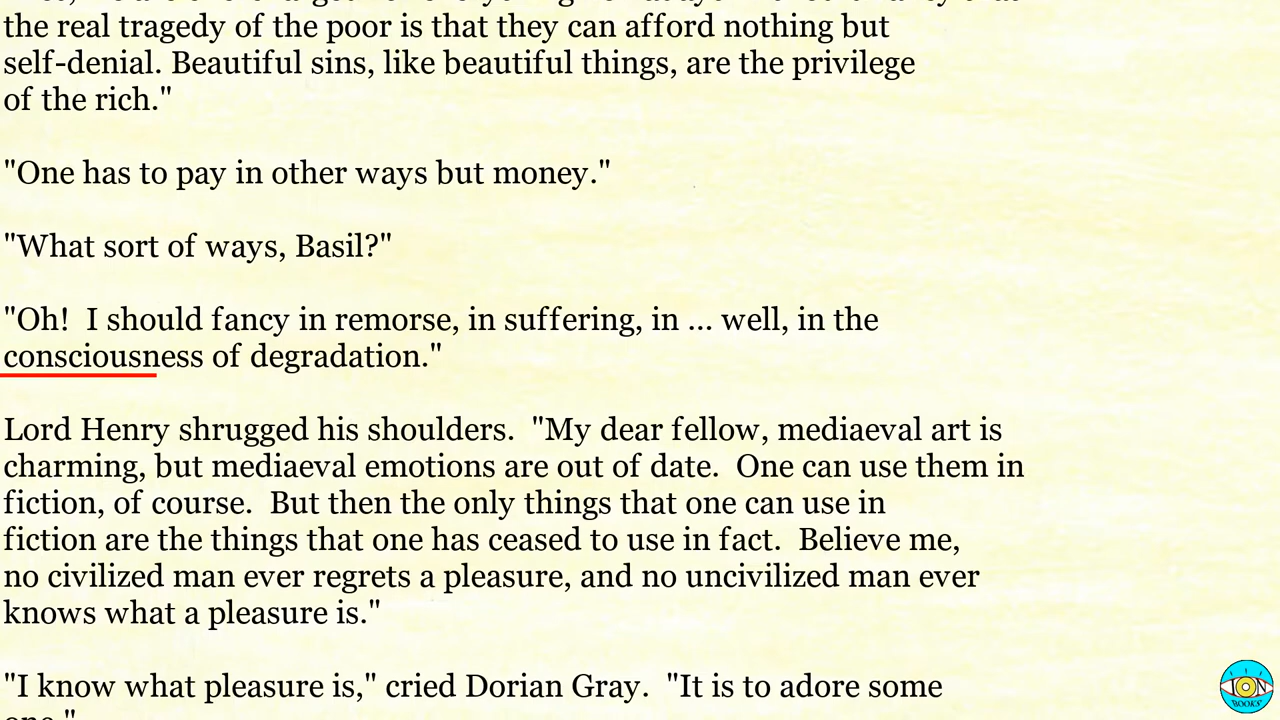 the real tragedy of the poor is that they can afford nothing but
self-denial. Beautiful sins, like beautiful things, are the privilege
of the rich."
"One has to pay in other ways but money."
"What sort of ways, Basil?"
"Oh!  I should fancy in remorse, in suffering, in ... well, in the
consciousness of degradation."
Lord Henry shrugged his shoulders.  "My dear fellow, mediaeval art is
charming, but mediaeval emotions are out of date.  One can use them in
fiction, of course.  But then the only things that one can use in
fiction are the things that one has ceased to use in fact.  Believe me,
no civilized man ever regrets a pleasure, and no uncivilized man ever
knows what a pleasure is."
"I know what pleasure is," cried Dorian Gray.  "It is to adore some
one."
ION
BOOKS